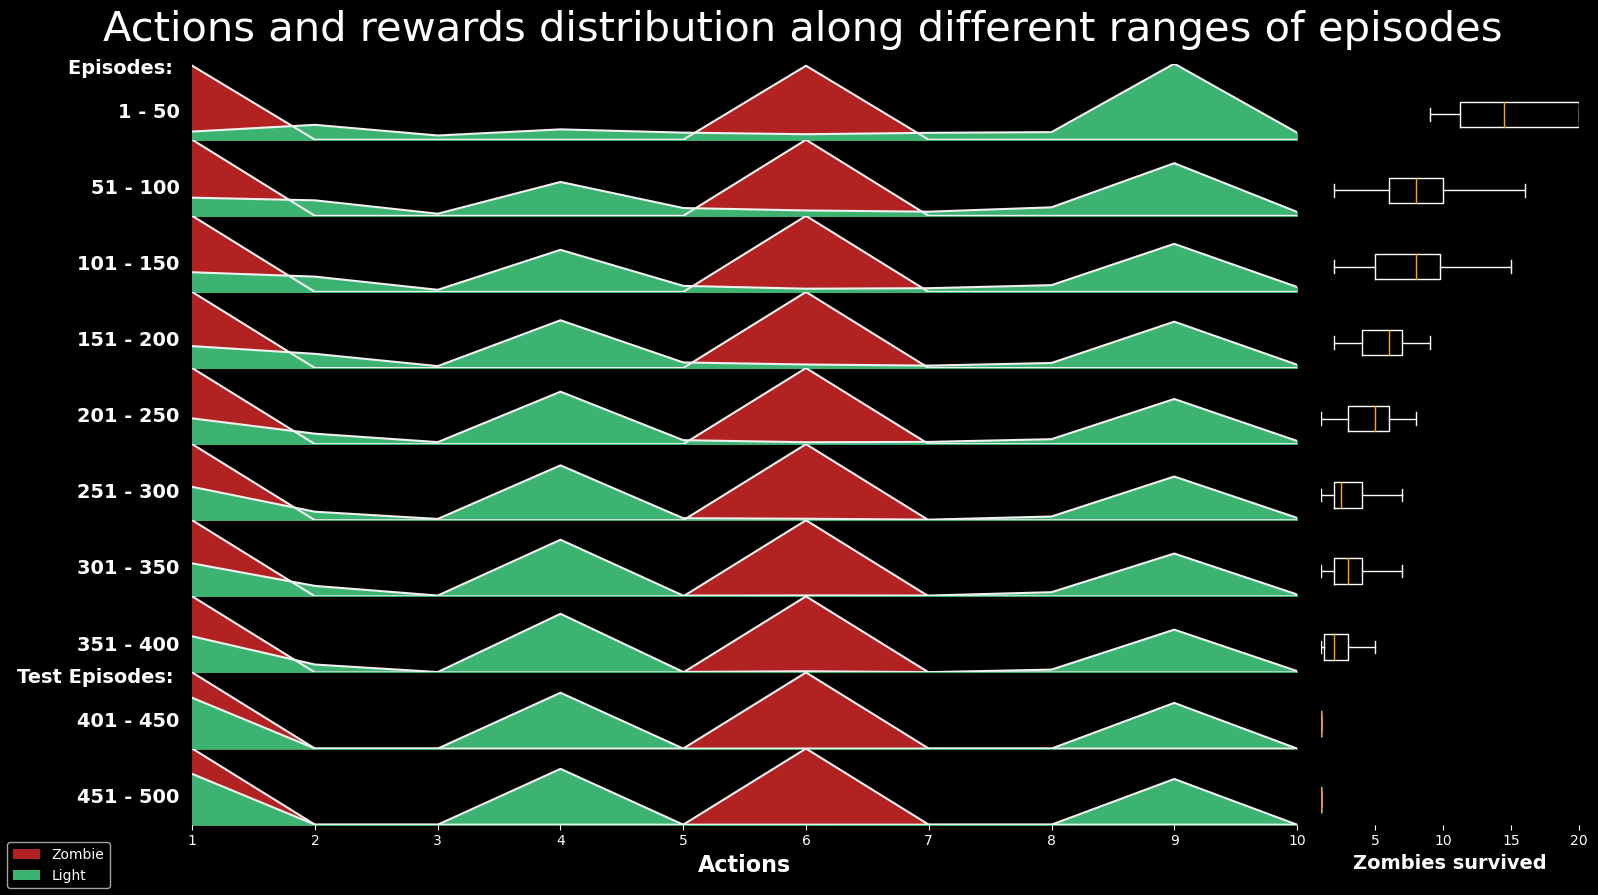 Actions and rewards distribution along different ranges of episodes
Episodes:
1 - 50
51 - 100
101 - 150
151 - 200
201 - 250
251 - 300
301 - 350
351 - 400
Test Episodes:
401 - 450
451 - 500
1 2 3 4 5 6 7 8 9 10
5 10 15 20
Actions
Zombies survived
Zombie
Light